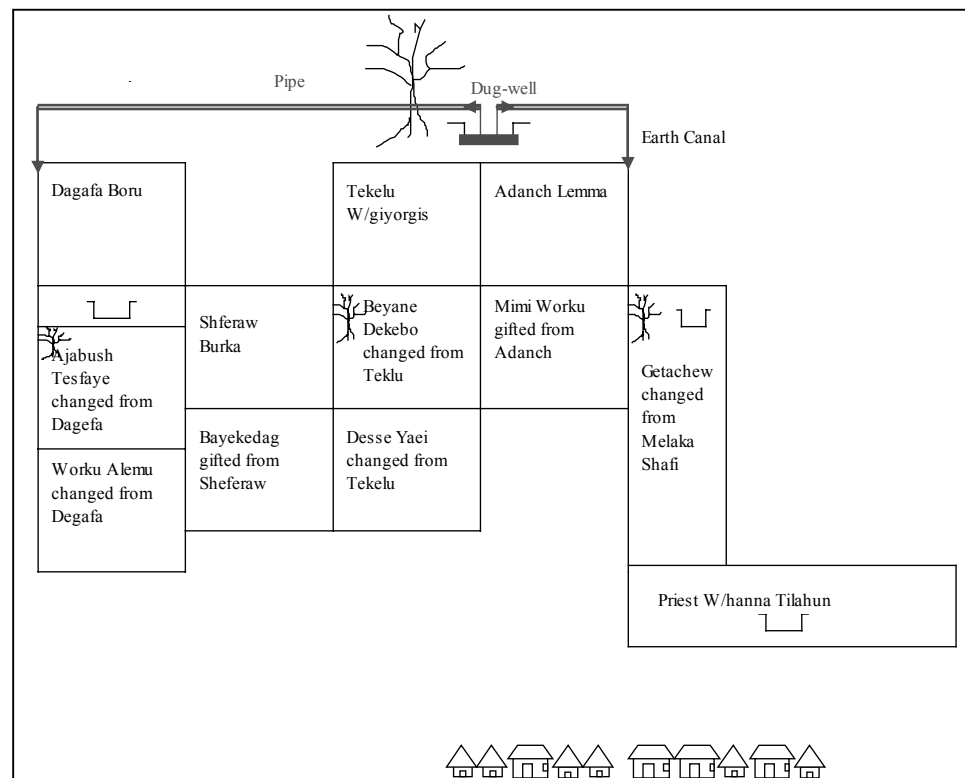 Pipe
Dug-well
Earth Canal
Dagafa Boru
Tekelu
W/giyorgis
Adanch Lemma
Shferaw
Burka
Beyane
Dekebo
changed from
Teklu
Mimi Worku
gifted from
Adanch
Ajabush
Tesfaye
changed from
Dagefa
Getachew
changed
from
Melaka
Shafi
Bayekedag
gifted from
Sheferaw
Desse Yaei
changed from
Tekelu
Worku Alemu
changed from
Degafa
Priest W/hanna Tilahun